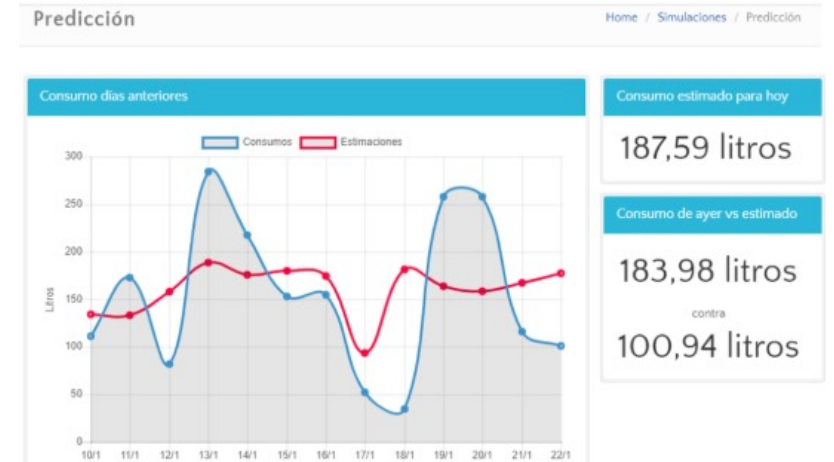 Predicción
Home / Simulaciones / Predicción
Consumo días anteriores
Consumos Estimaciones
300
250
200
150
100
50
0
Litros
10/1 11/1 12/1 13/1 14/1 15/1 16/1 17/1 18/1 19/1 20/1 21/1 22/1
Consumo estimado para hoy
187,59 litros
Consumo de ayer vs estimado
183,98 litros
contra
100,94 litros